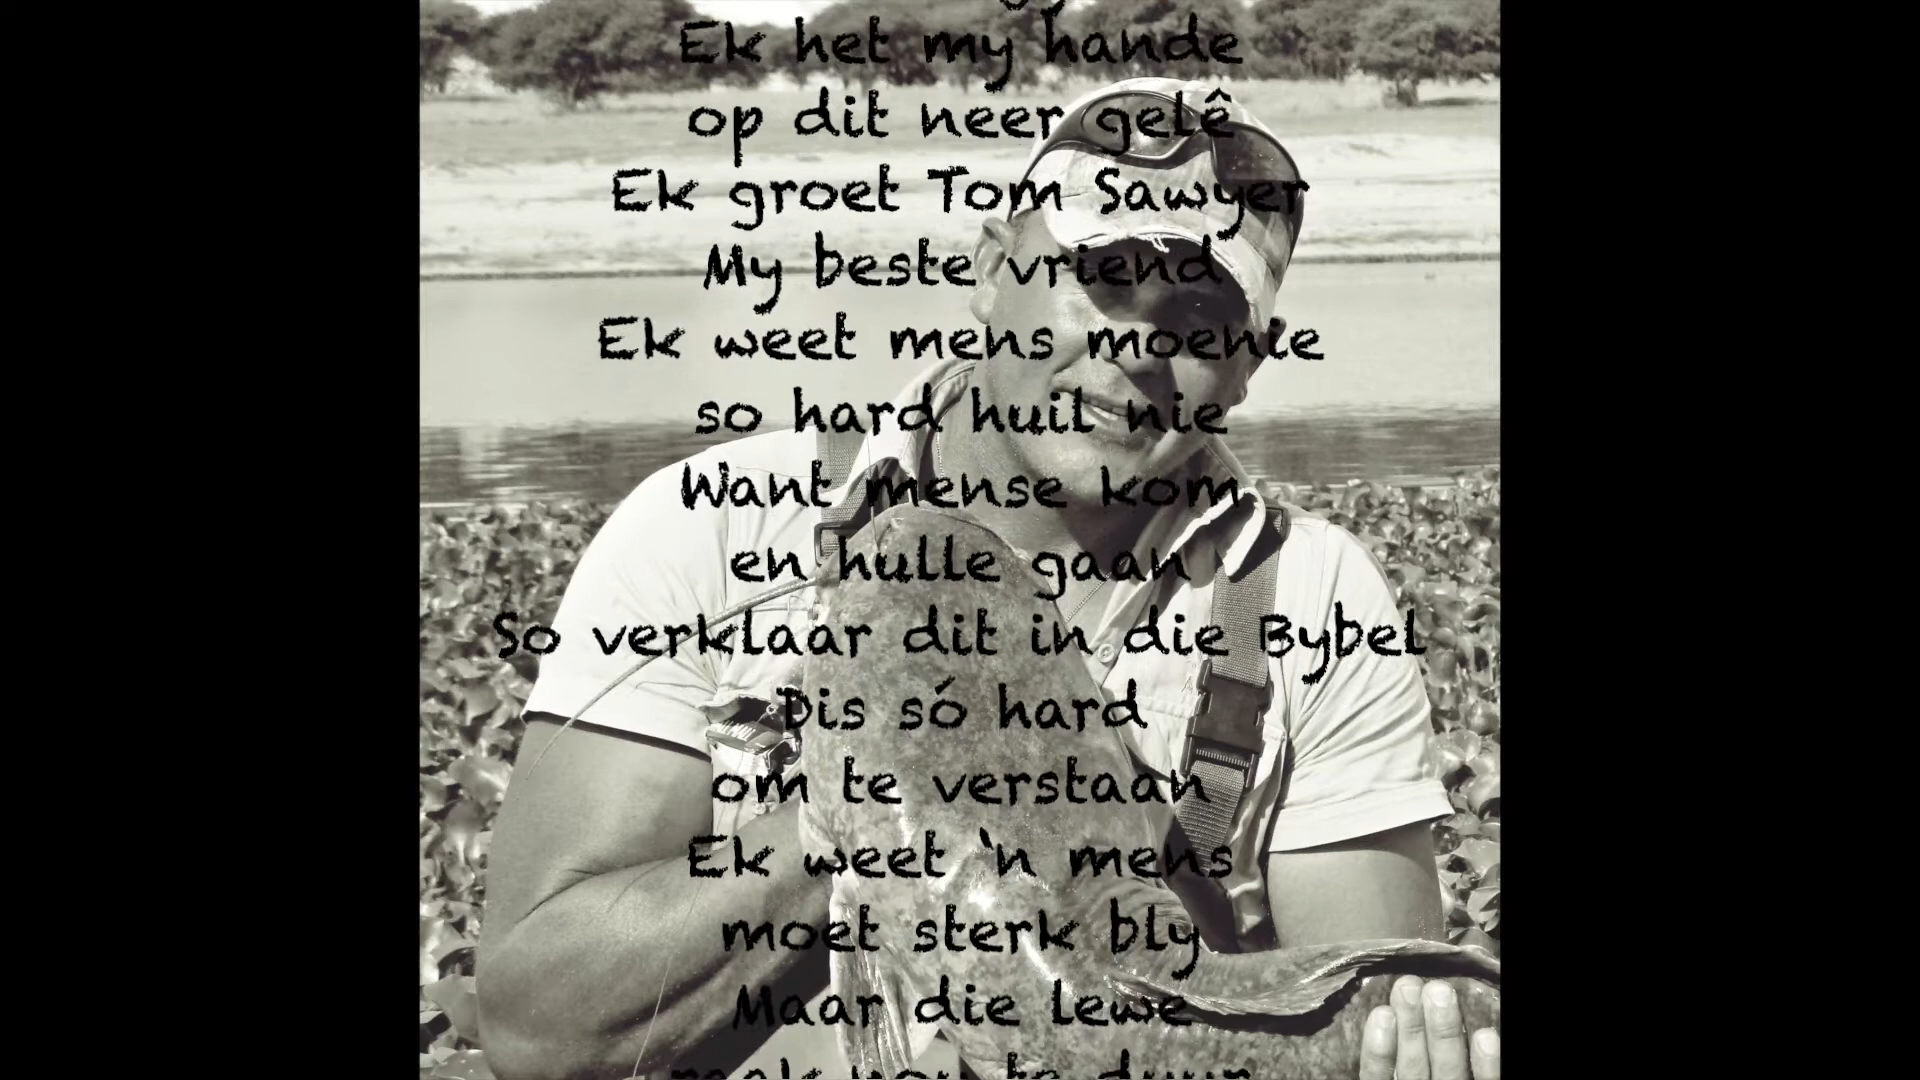 Ek het my hande
op dit neer gelê
Ek groet Tom Sawyer
My beste vriend
Ek weet mens moenie
so hard huil nie
Want mense kom
en hulle gaan
So verklaar dit in die Bybel
Dis só hard
om te verstaan
Ek weet 'n mens
moet sterk bly
Maar die lewe